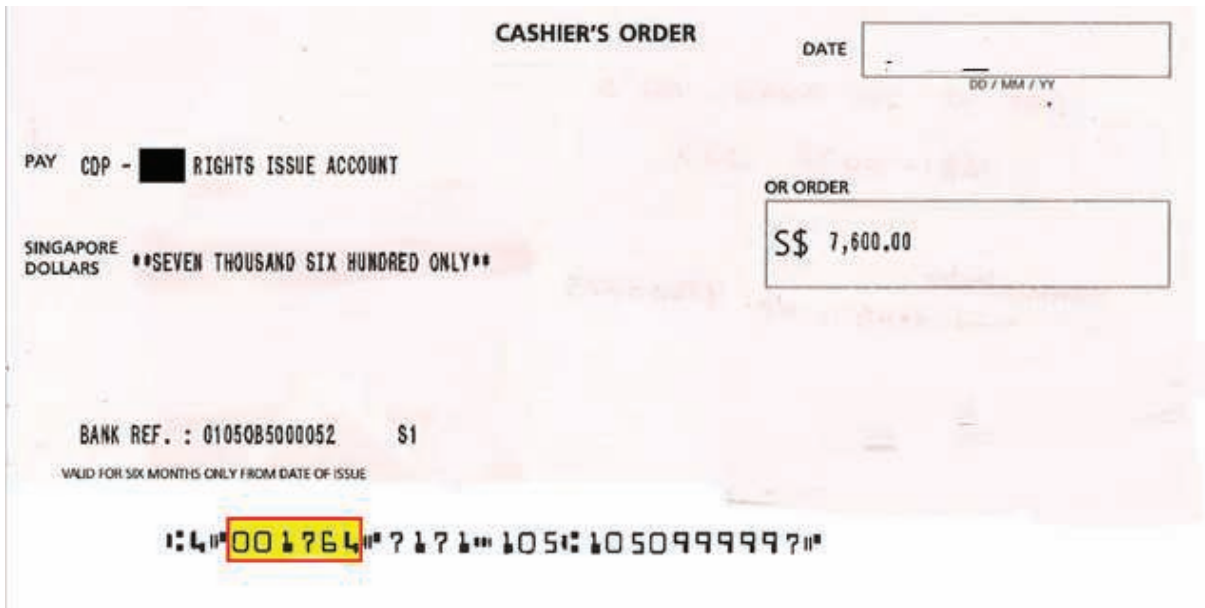 CASHIER'S ORDER
DATE
DD / MM / YY
PAY CDP - RIGHTS ISSUE ACCOUNT
OR ORDER
SINGAPORE DOLLARS **SEVEN THOUSAND SIX HUNDRED ONLY**
S$ 7,600.00
BANK REF. : 0105OB5000052 S1
VALID FOR SIX MONTHS ONLY FROM DATE OF ISSUE
⑆4⑈001764⑈7171⑉105⑆1050999997⑈